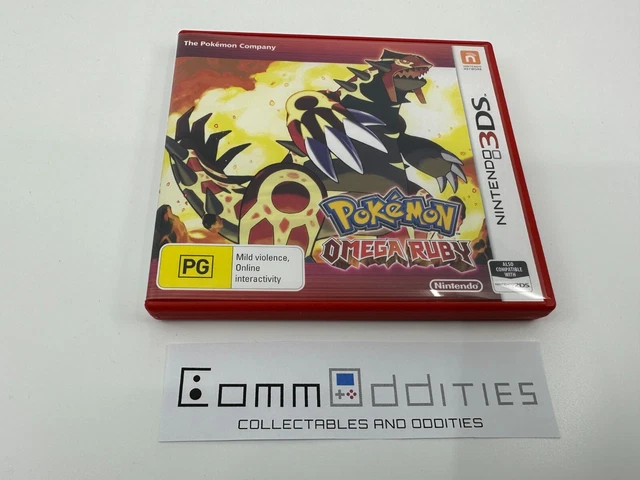 The Pokémon Company
NINTENDO 3DS
POKéMON
OMEGA RUBY
PG
Mild violence,
Online
interactivity
Nintendo
ALSO
COMPATIBLE
WITH
2DS
CommOddities
COLLECTABLES AND ODDITIES